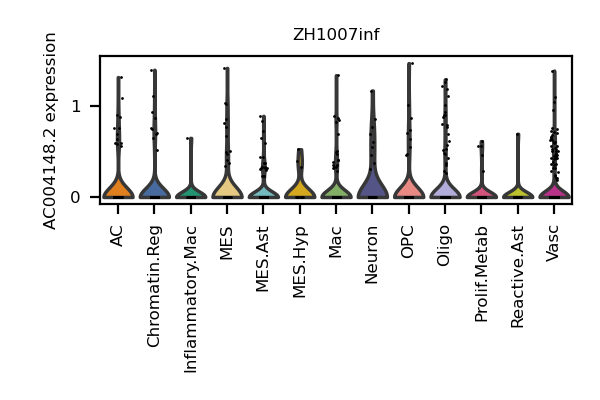 ZH1007inf
AC004148.2 expression
1
0
AC
Chromatin.Reg
Inflammatory.Mac
MES
MES.Ast
MES.Hyp
Mac
Neuron
OPC
Oligo
Prolif.Metab
Reactive.Ast
Vasc